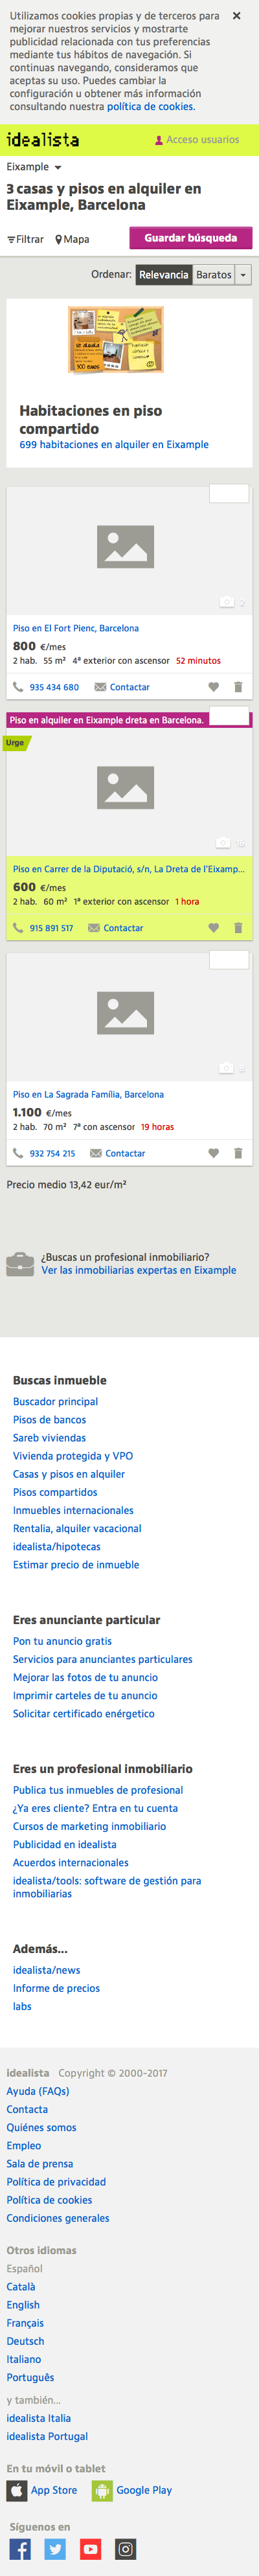 Utilizamos cookies propias y de terceros para
mejorar nuestros servicios y mostrarte
publicidad relacionada con tus preferencias
mediante tus hábitos de navegación. Si
continuas navegando, consideramos que
aceptas su uso. Puedes cambiar la
configuración u obtener más información
consultando nuestra política de cookies.
idealista
Acceso usuarios
Eixample
3 casas y pisos en alquiler en
Eixample, Barcelona
Filtrar Mapa Guardar búsqueda
Ordenar: Relevancia Baratos
Habitaciones en piso
compartido
699 habitaciones en alquiler en Eixample
2
Piso en El Fort Pienc, Barcelona
800 €/mes
2 hab. 55 m² 4ª exterior con ascensor 52 minutos
935 434 680 Contactar
Piso en alquiler en Eixample dreta en Barcelona.
Urge
16
Piso en Carrer de la Diputació, s/n, La Dreta de l'Eixamp...
600 €/mes
2 hab. 60 m² 1ª exterior con ascensor 1 hora
915 891 517 Contactar
8
Piso en La Sagrada Família, Barcelona
1.100 €/mes
2 hab. 70 m² 7ª con ascensor 19 horas
932 754 215 Contactar
Precio medio 13,42 eur/m²
¿Buscas un profesional inmobiliario?
Ver las inmobiliarias expertas en Eixample
Buscas inmueble
Buscador principal
Pisos de bancos
Sareb viviendas
Vivienda protegida y VPO
Casas y pisos en alquiler
Pisos compartidos
Inmuebles internacionales
Rentalia, alquiler vacacional
idealista/hipotecas
Estimar precio de inmueble
Eres anunciante particular
Pon tu anuncio gratis
Servicios para anunciantes particulares
Mejorar las fotos de tu anuncio
Imprimir carteles de tu anuncio
Solicitar certificado enérgetico
Eres un profesional inmobiliario
Publica tus inmuebles de profesional
¿Ya eres cliente? Entra en tu cuenta
Cursos de marketing inmobiliario
Publicidad en idealista
Acuerdos internacionales
idealista/tools: software de gestión para
inmobiliarias
Además...
idealista/news
Informe de precios
labs
idealista Copyright © 2000-2017
Ayuda (FAQs)
Contacta
Quiénes somos
Empleo
Sala de prensa
Política de privacidad
Política de cookies
Condiciones generales
Otros idiomas
Español
Català
English
Français
Deutsch
Italiano
Português
y también...
idealista Italia
idealista Portugal
En tu móvil o tablet
App Store Google Play
Síguenos en